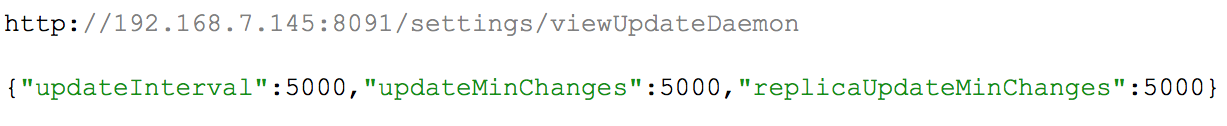 http://192.168.7.145:8091/settings/viewUpdateDaemon
{"updateInterval":5000,"updateMinChanges":5000,"replicaUpdateMinChanges":5000}